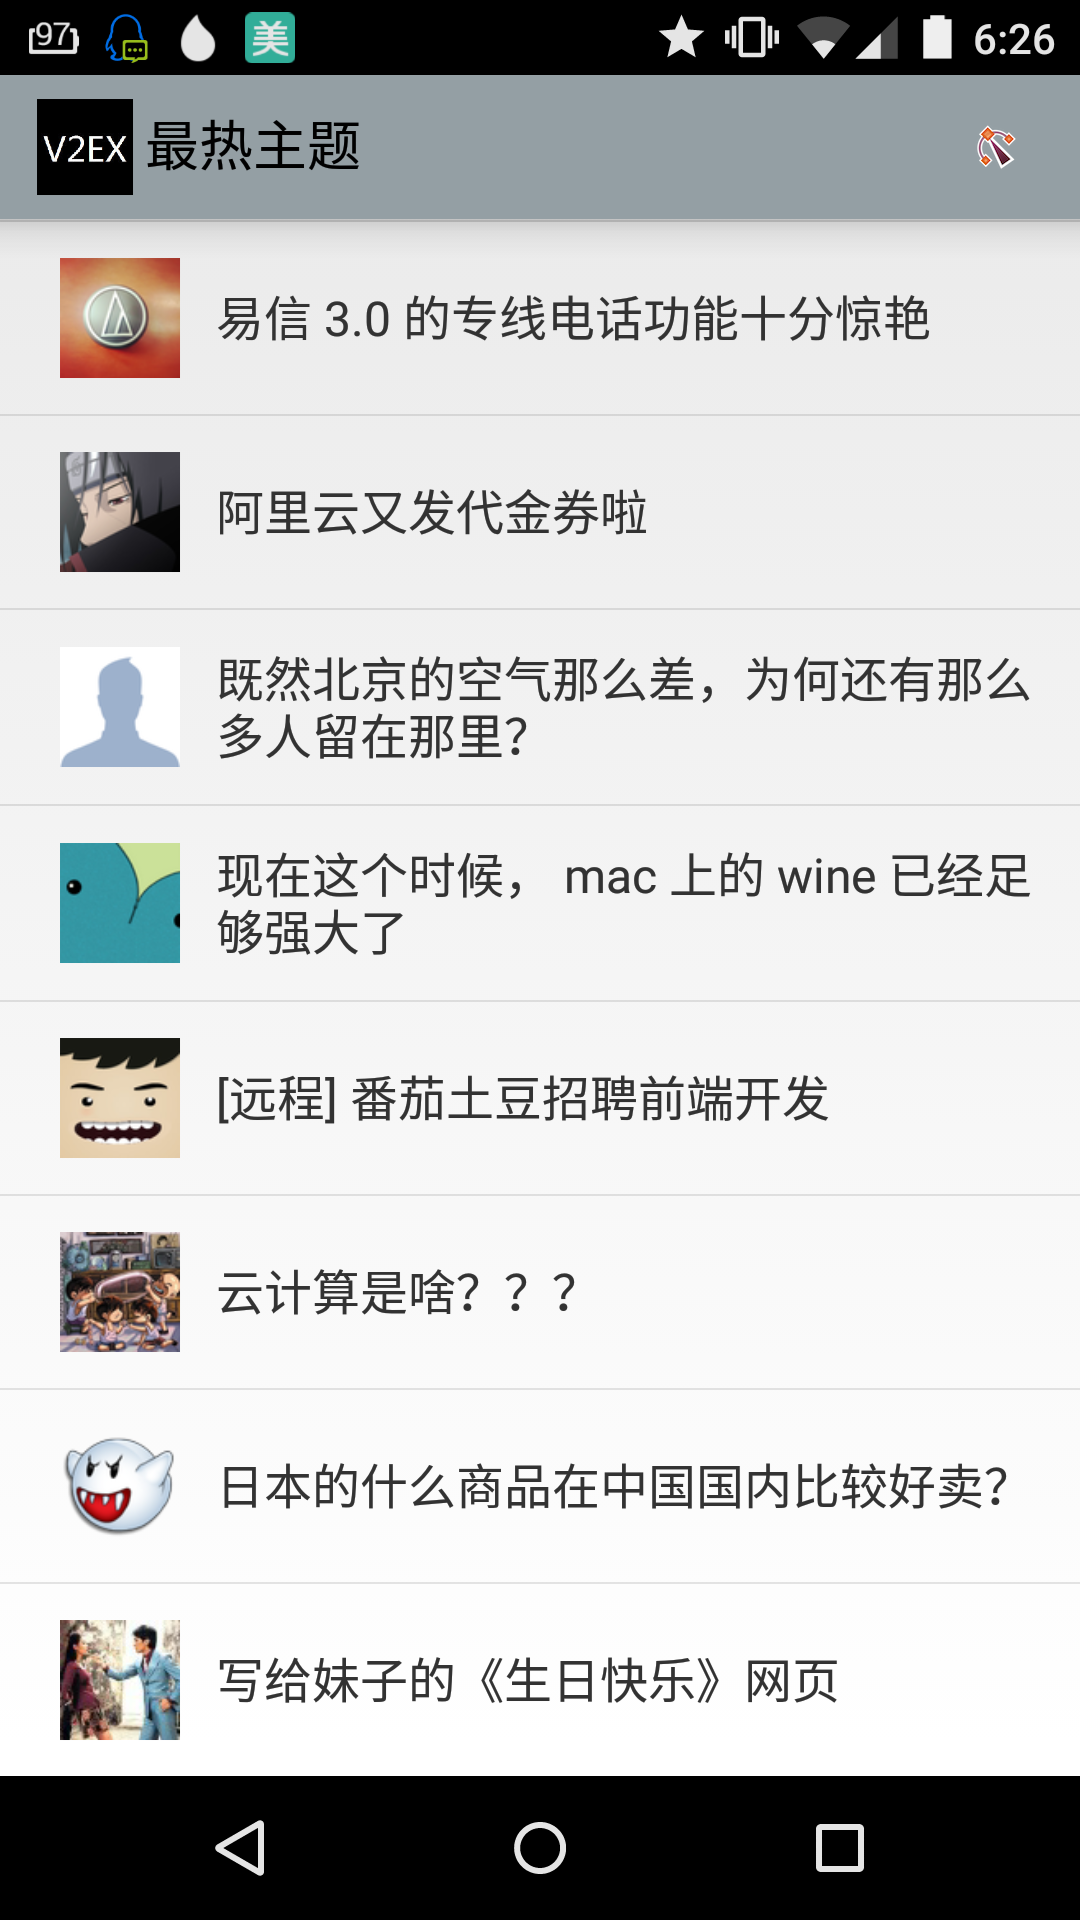 97 美 6:26
V2EX 最热主题
易信 3.0 的专线电话功能十分惊艳
阿里云又发代金券啦
既然北京的空气那么差，为何还有那么
多人留在那里？
现在这个时候， mac 上的 wine 已经足
够强大了
[远程] 番茄土豆招聘前端开发
云计算是啥？？？
日本的什么商品在中国国内比较好卖？
写给妹子的《生日快乐》网页